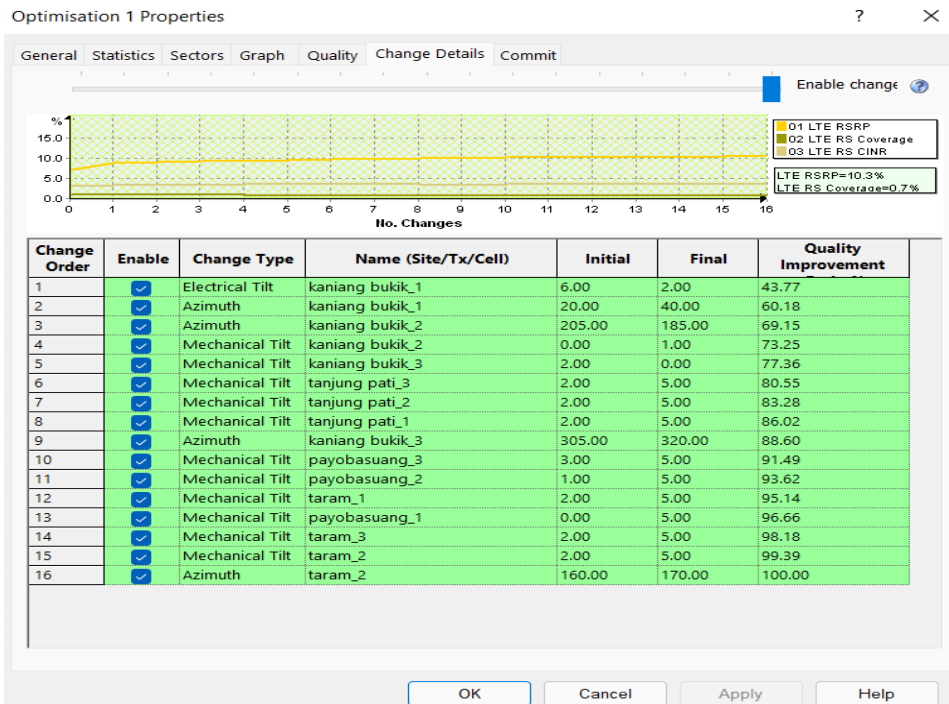 Optimisation 1 Properties ? ×
General Statistics Sectors Graph Quality Change Details Commit
Enable change ?
%
15.0
10.0
5.0
0.0
0 1 2 3 4 5 6 7 8 9 10 11 12 13 14 15 16
No. Changes
01 LTE RSRP
02 LTE RS Coverage
03 LTE RS CINR
LTE RSRP=10.3%
LTE RS Coverage=0.7%
Change Order Enable Change Type Name (Site/Tx/Cell) Initial Final Quality Improvement
1 Electrical Tilt kaniang bukik_1 6.00 2.00 43.77
2 Azimuth kaniang bukik_1 20.00 40.00 60.18
3 Azimuth kaniang bukik_2 205.00 185.00 69.15
4 Mechanical Tilt kaniang bukik_2 0.00 1.00 73.25
5 Mechanical Tilt kaniang bukik_3 2.00 0.00 77.36
6 Mechanical Tilt tanjung pati_3 2.00 5.00 80.55
7 Mechanical Tilt tanjung pati_2 2.00 5.00 83.28
8 Mechanical Tilt tanjung pati_1 2.00 5.00 86.02
9 Azimuth kaniang bukik_3 305.00 320.00 88.60
10 Mechanical Tilt payobasuang_3 3.00 5.00 91.49
11 Mechanical Tilt payobasuang_2 1.00 5.00 93.62
12 Mechanical Tilt taram_1 2.00 5.00 95.14
13 Mechanical Tilt payobasuang_1 0.00 5.00 96.66
14 Mechanical Tilt taram_3 2.00 5.00 98.18
15 Mechanical Tilt taram_2 2.00 5.00 99.39
16 Azimuth taram_2 160.00 170.00 100.00
OK Cancel Apply Help